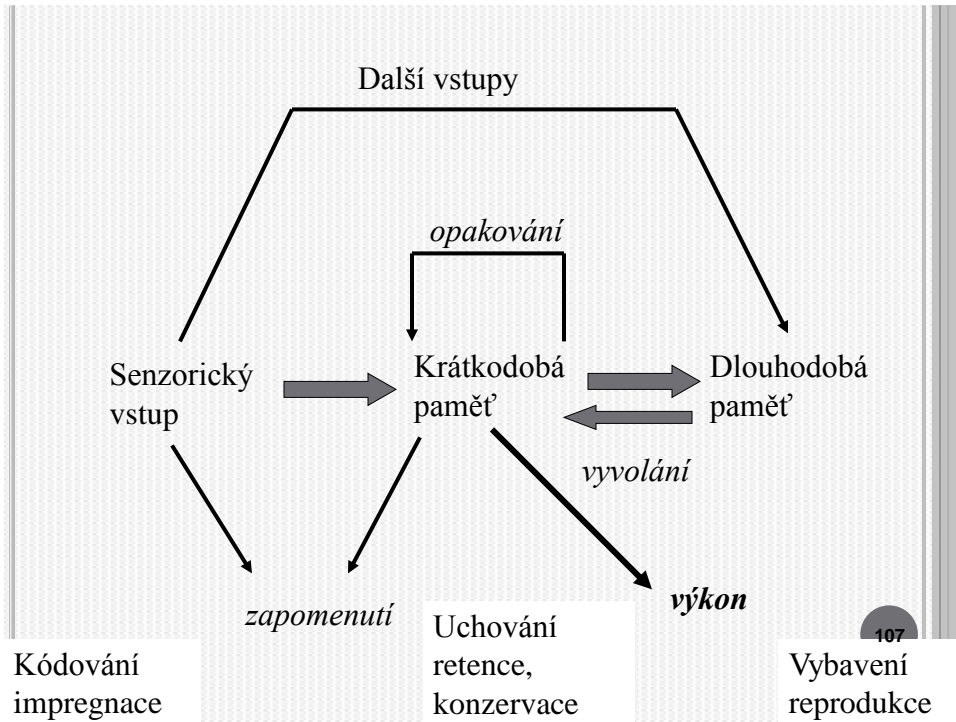 Další vstupy
opakování
Senzorický
vstup
Krátkodobá
paměť
Dlouhodobá
paměť
vyvolání
zapomenutí
výkon
107
Kódování
impregnace
Uchování
retence,
konzervace
Vybavení
reprodukce